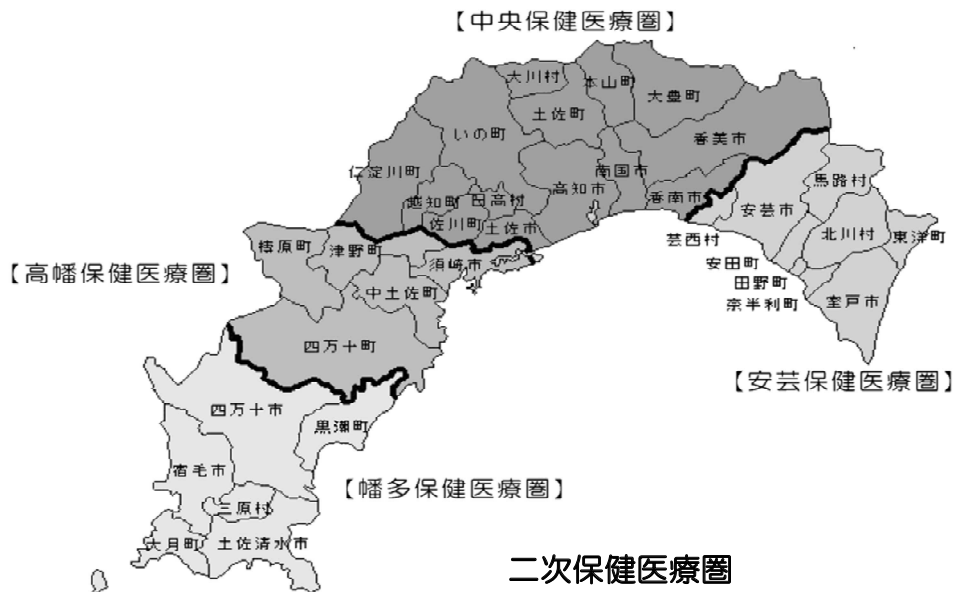 【中央保健医療圏】
大川村
本山町
大豊町
土佐町
いの町
香美市
仁淀川町
南国市
高知市
越知町
日高村
香南市
馬路村
安芸市
佐川町
土佐市
芸西村
北川村
東洋町
梼原町
津野町
須崎市
安田町
【高幡保健医療圏】
中土佐町
田野町
奈半利町
室戸市
四万十町
【安芸保健医療圏】
四万十市
黒潮町
宿毛市
【幡多保健医療圏】
三原村
大月町
土佐清水市
二次保健医療圏